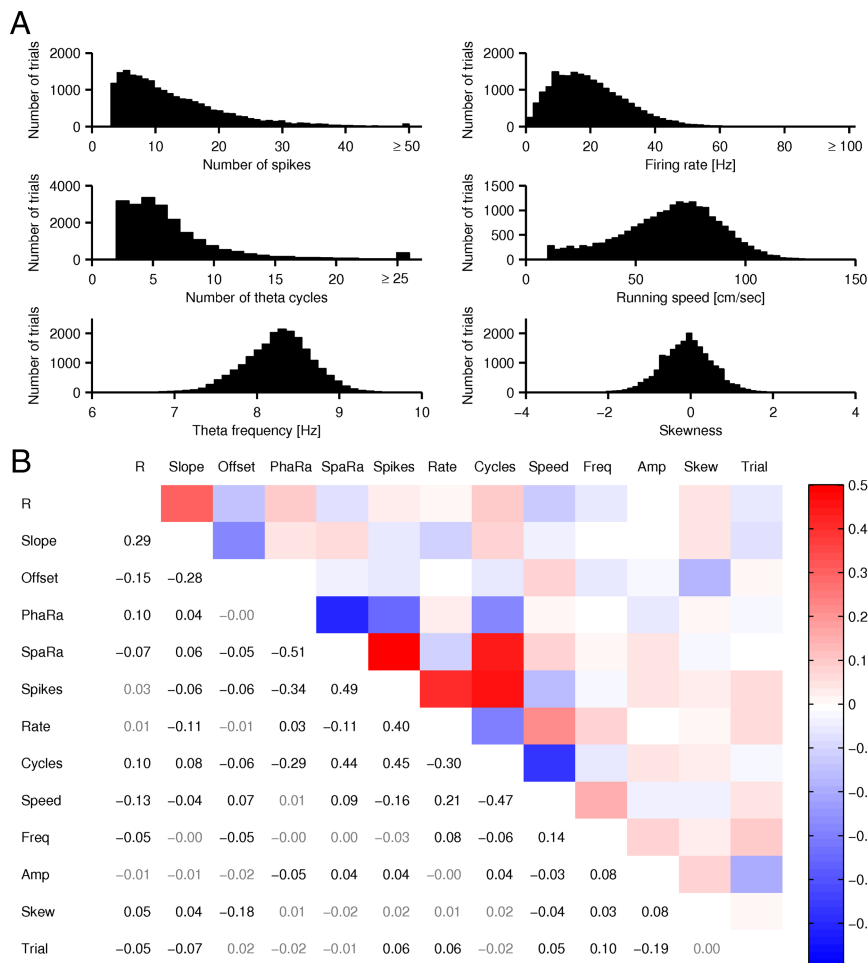 A
Number of trials
2000
1000
0
0 10 20 30 40 ≥ 50
Number of spikes
Number of trials
2000
1000
0
0 20 40 60 80 ≥ 100
Firing rate [Hz]
Number of trials
4000
2000
0
0 5 10 15 20 ≥ 25
Number of theta cycles
Number of trials
1500
1000
500
0
0 50 100 150
Running speed [cm/sec]
Number of trials
2000
1000
0
6 7 8 9 10
Theta frequency [Hz]
Number of trials
2000
1000
0
−4 −2 0 2 4
Skewness
B
R Slope Offset PhaRa SpaRa Spikes Rate Cycles Speed Freq Amp Skew Trial
R
Slope 0.29
Offset −0.15 −0.28
PhaRa 0.10 0.04 −0.00
SpaRa −0.07 0.06 −0.05 −0.51
Spikes 0.03 −0.06 −0.06 −0.34 0.49
Rate 0.01 −0.11 −0.01 0.03 −0.11 0.40
Cycles 0.10 0.08 −0.06 −0.29 0.44 0.45 −0.30
Speed −0.13 −0.04 0.07 0.01 0.09 −0.16 0.21 −0.47
Freq −0.05 −0.00 −0.05 −0.00 0.00 −0.03 0.08 −0.06 0.14
Amp −0.01 −0.01 −0.02 −0.05 0.04 0.04 −0.00 0.04 −0.03 0.08
Skew 0.05 0.04 −0.18 0.01 −0.02 0.02 0.01 0.02 −0.04 0.03 0.08
Trial −0.05 −0.07 0.02 −0.02 −0.01 0.06 0.06 −0.02 0.05 0.10 −0.19 0.00
0.5
0.4
0.3
0.2
0.1
0
−0.
−0.
−0.
−0.